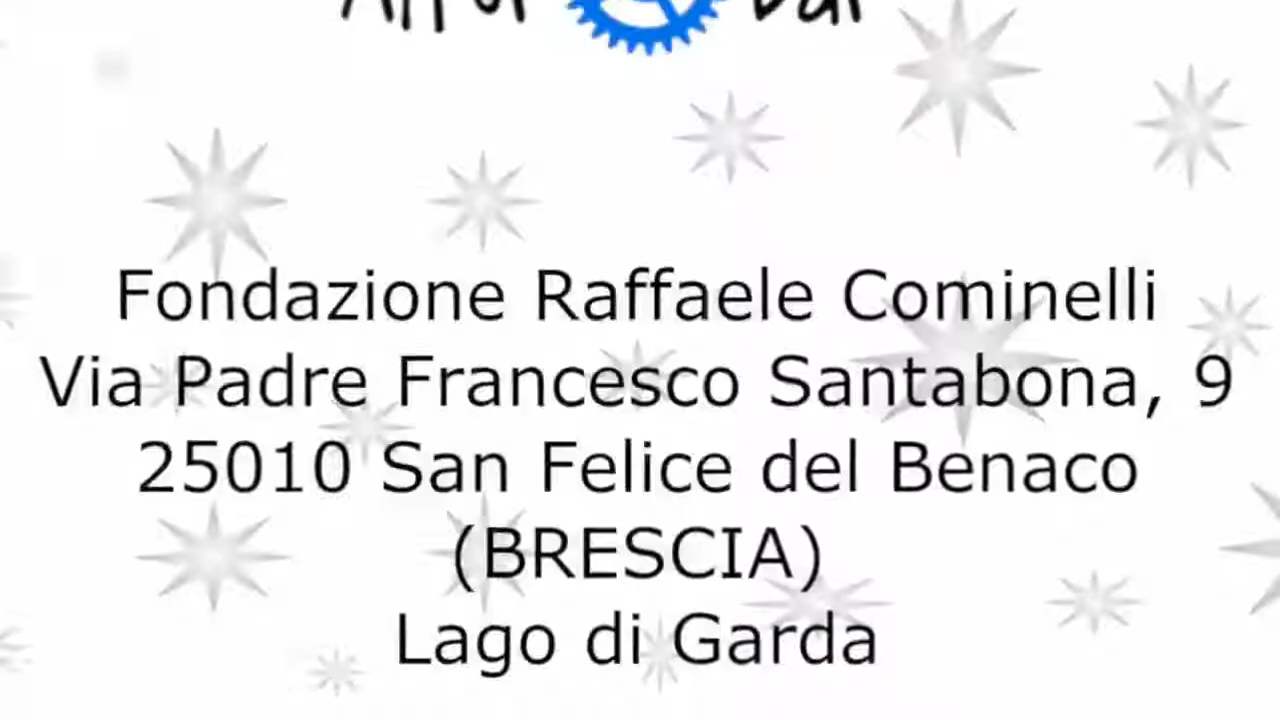 Fondazione Raffaele Cominelli
Via Padre Francesco Santabona, 9
25010 San Felice del Benaco
(BRESCIA)
Lago di Garda